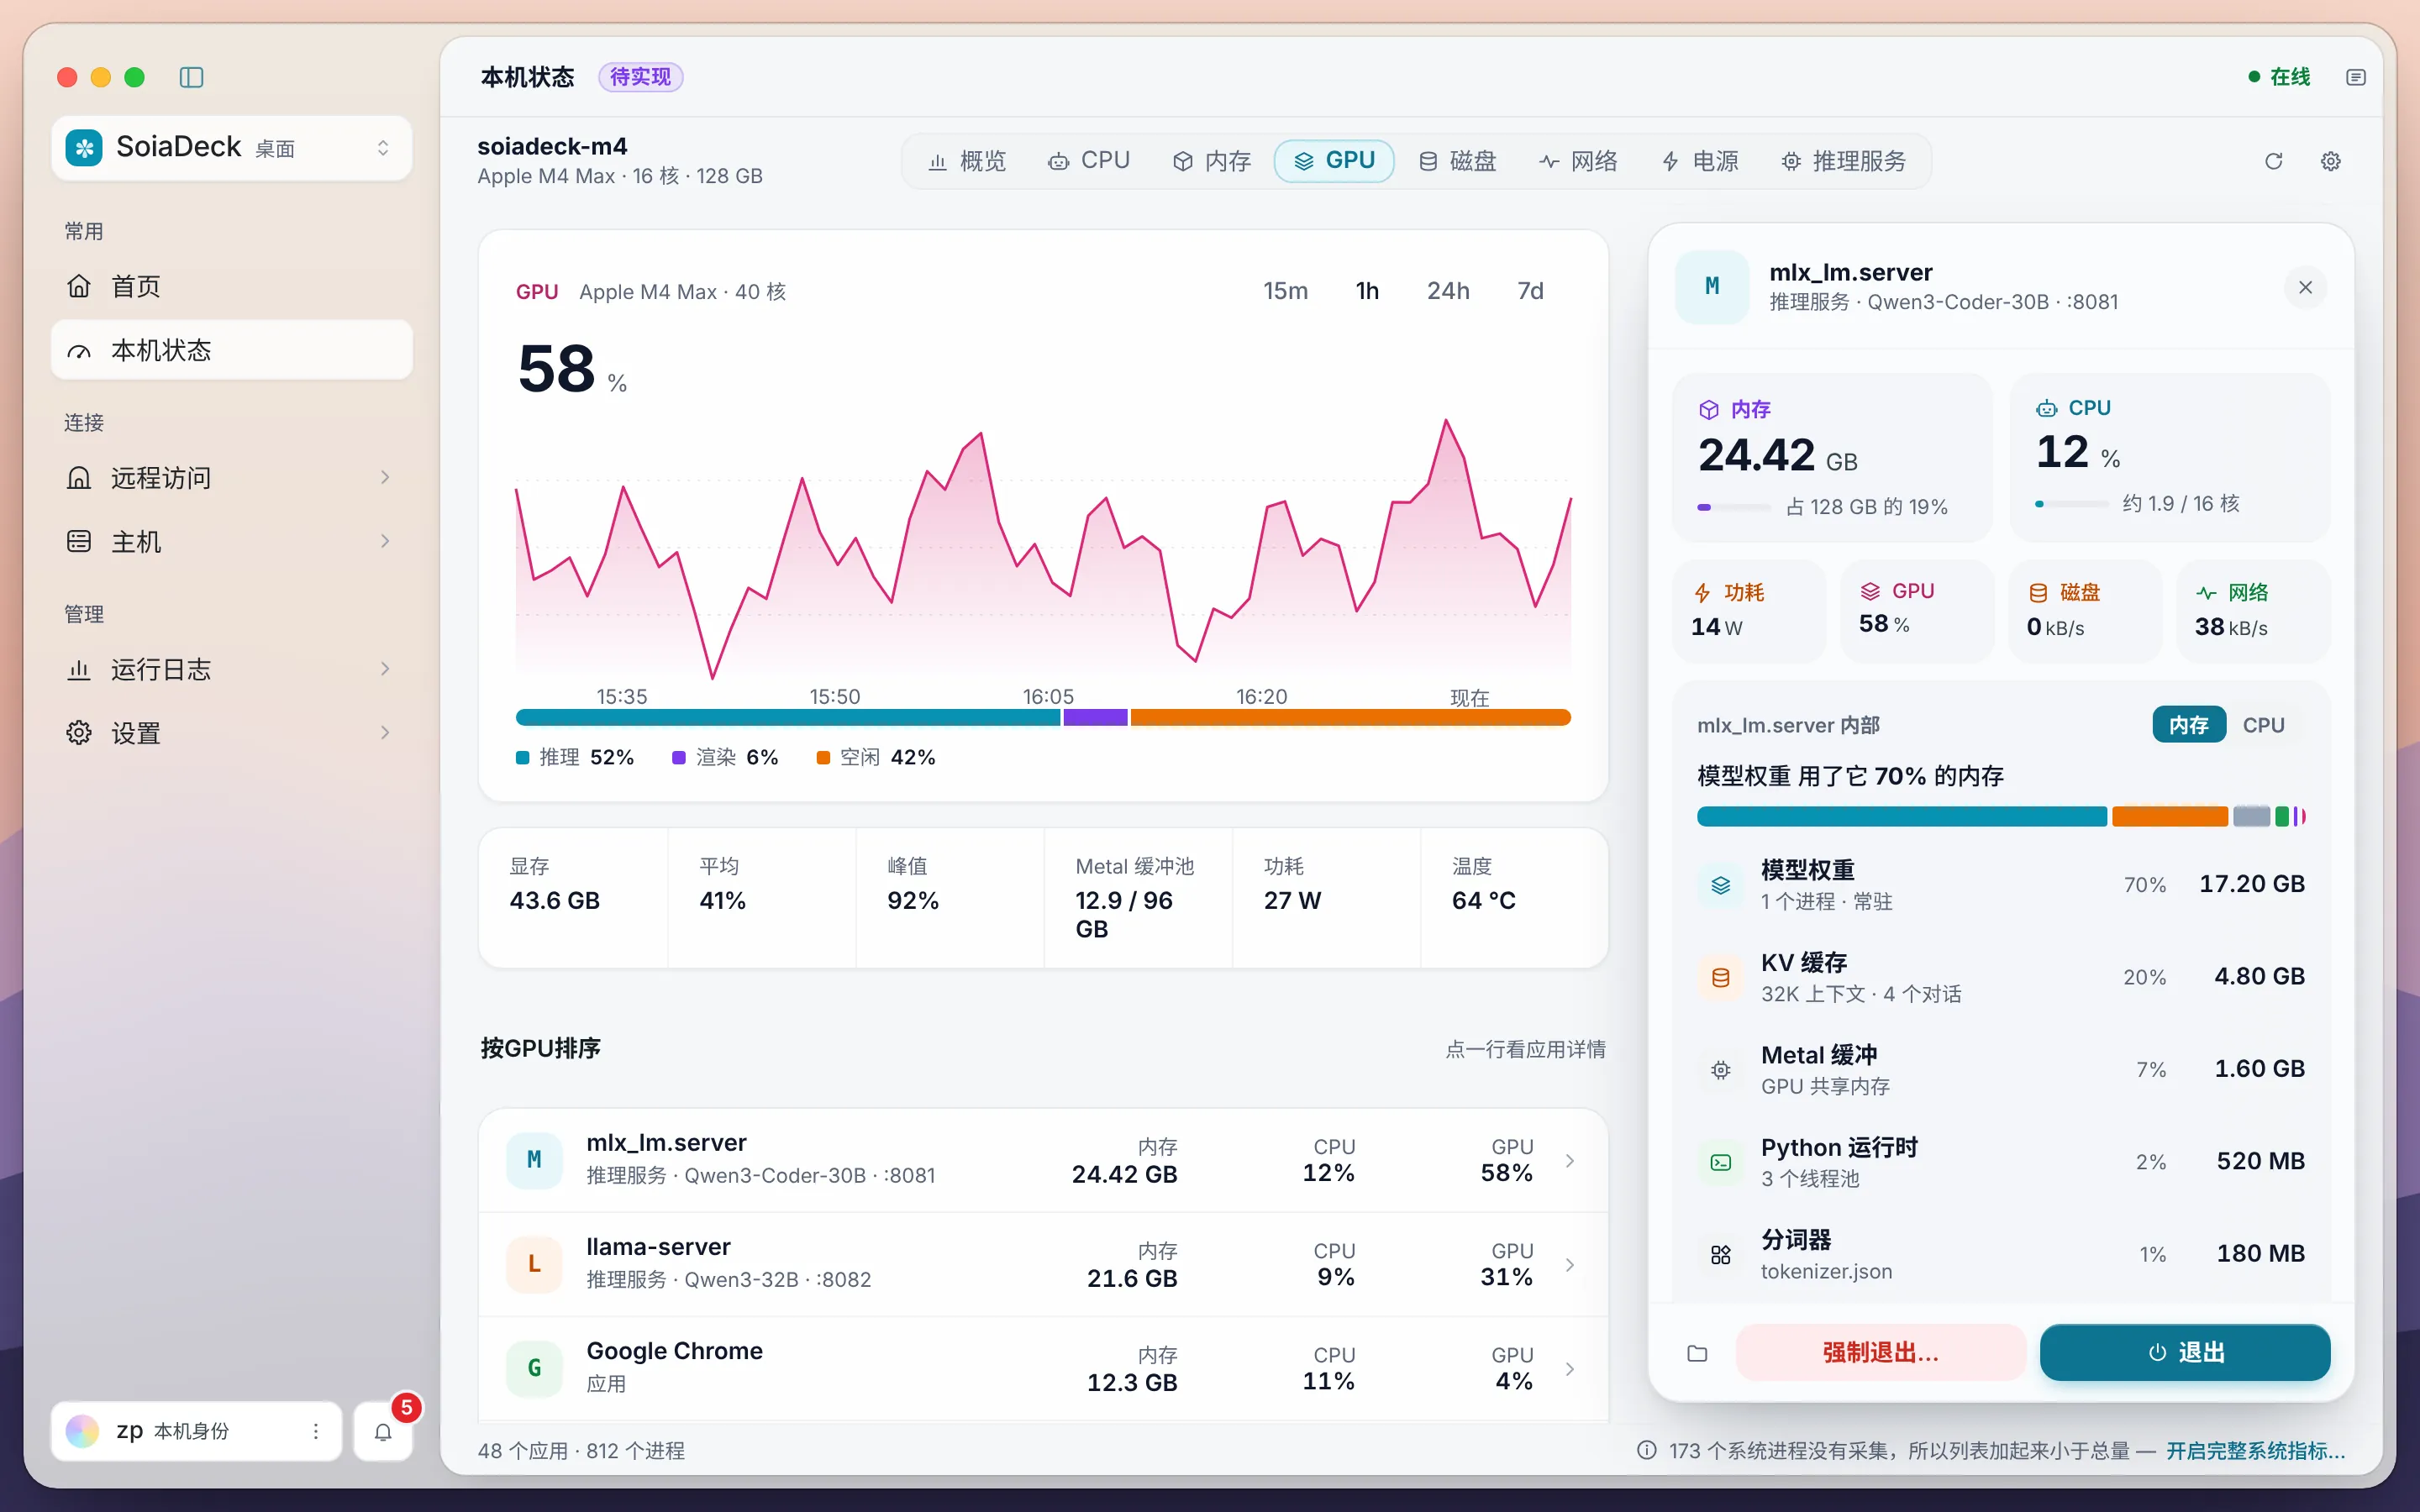 SoiaDeck 桌面
常用
首页
本机状态
连接
远程访问
主机
管理
运行日志
设置
zp 本机身份
5
本机状态 待实现
在线
soiadeck-m4
Apple M4 Max · 16 核 · 128 GB
概览 CPU 内存 GPU 磁盘 网络 电源 推理服务
GPU Apple M4 Max · 40 核
15m 1h 24h 7d
58 %
15:35 15:50 16:05 16:20 现在
推理 52% 渲染 6% 空闲 42%
显存 平均 峰值 Metal 缓冲池 功耗 温度
43.6 GB 41% 92% 12.9 / 96 GB 27 W 64 °C
按GPU排序 点一行看应用详情
M
mlx_lm.server
推理服务 · Qwen3-Coder-30B · :8081
内存 CPU GPU
24.42 GB 12% 58%
L
llama-server
推理服务 · Qwen3-32B · :8082
内存 CPU GPU
21.6 GB 9% 31%
G
Google Chrome
应用
内存 CPU GPU
12.3 GB 11% 4%
48 个应用 · 812 个进程
M
mlx_lm.server
推理服务 · Qwen3-Coder-30B · :8081
内存
24.42 GB
占 128 GB 的 19%
CPU
12 %
约 1.9 / 16 核
功耗
14 W
GPU
58 %
磁盘
0 kB/s
网络
38 kB/s
mlx_lm.server 内部 内存 CPU
模型权重 用了它 70% 的内存
模型权重
1 个进程 · 常驻
70% 17.20 GB
KV 缓存
32K 上下文 · 4 个对话
20% 4.80 GB
Metal 缓冲
GPU 共享内存
7% 1.60 GB
Python 运行时
3 个线程池
2% 520 MB
分词器
tokenizer.json
1% 180 MB
强制退出... 退出
173 个系统进程没有采集，所以列表加起来小于总量 — 开启完整系统指标...